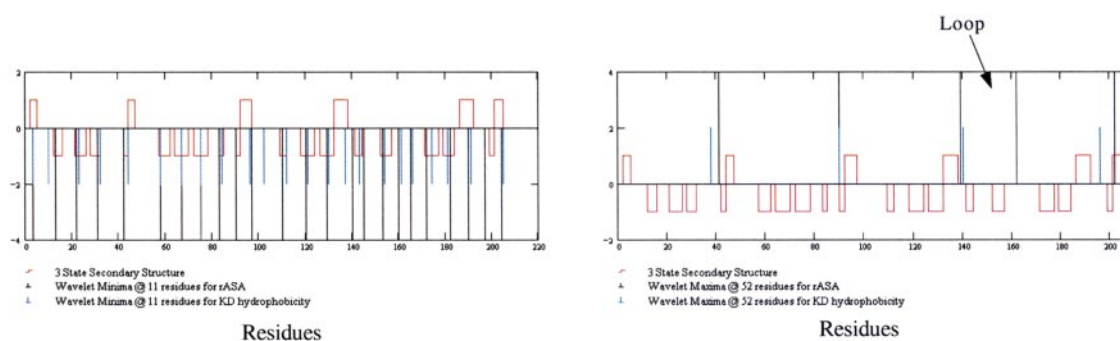 Loop
2
0
-2
-4
0 20 40 60 80 100 120 140 160 180 200 220
3 State Secondary Structure
Wavelet Minima @ 11 residues for rASA
Wavelet Minima @ 11 residues for KD hydrophobicity
Residues
4
2
0
-2
-4
0 20 40 60 80 100 120 140 160 180 200
3 State Secondary Structure
Wavelet Maxima @ 52 residues for rASA
Wavelet Maxima @ 52 residues for KD hydrophobicity
Residues